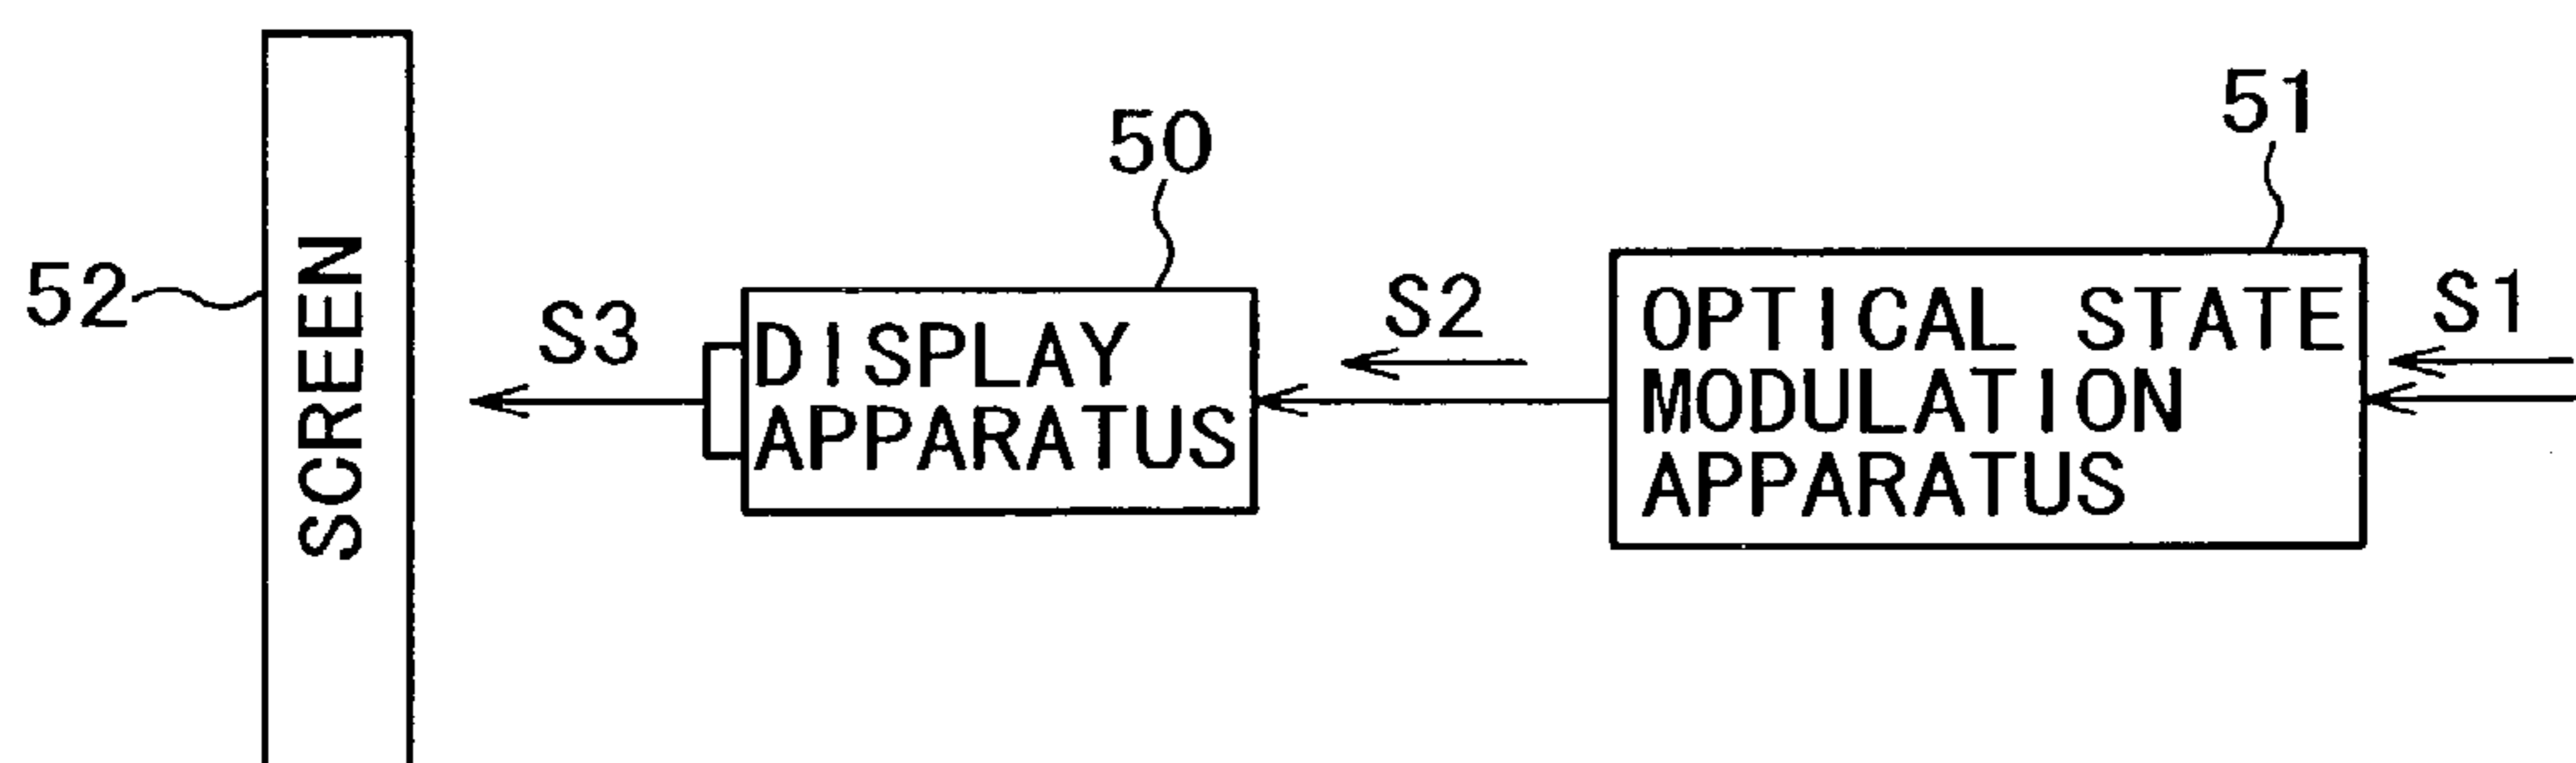 52
SCREEN
S3
50
DISPLAY
APPARATUS
S2
51
OPTICAL STATE
MODULATION
APPARATUS
S1